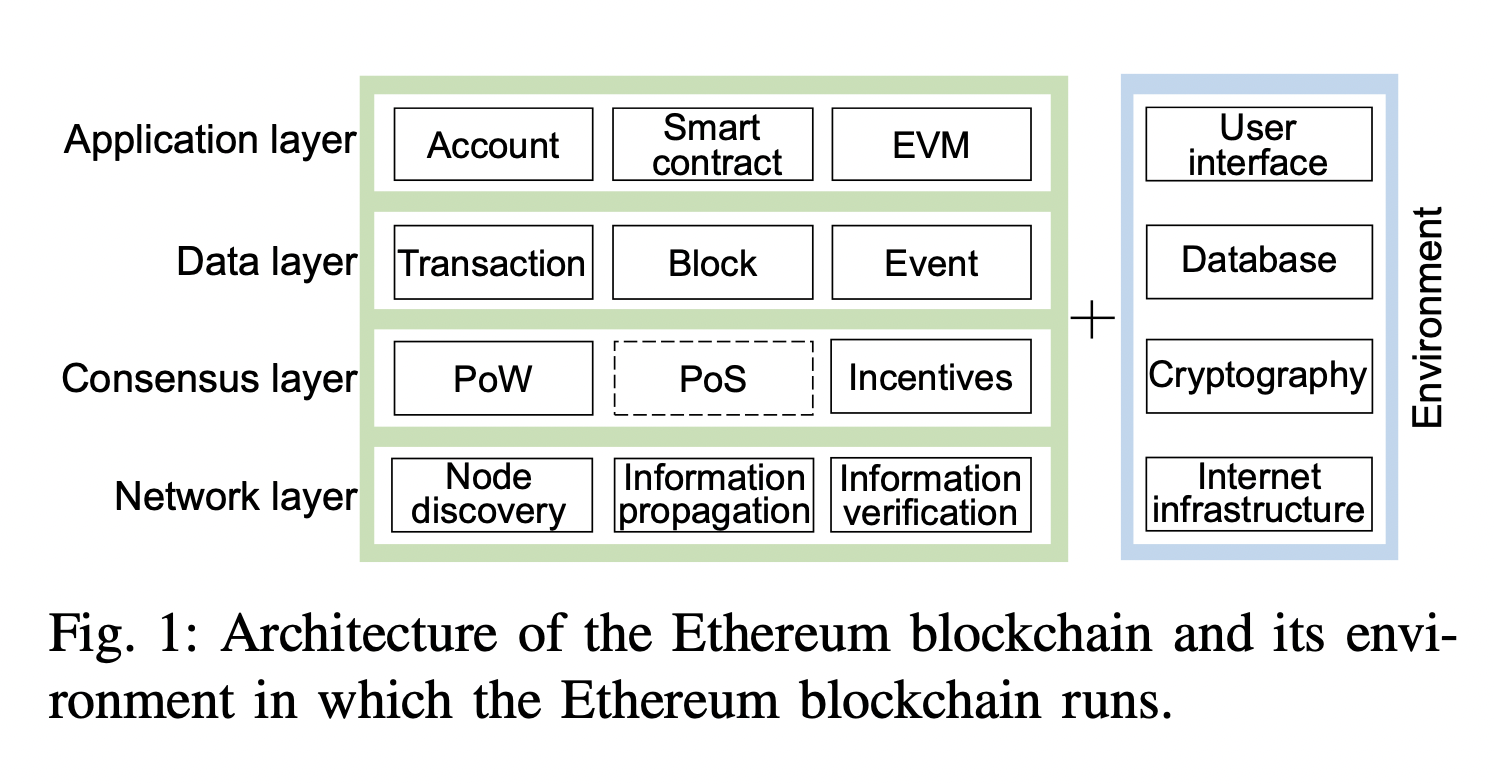 Application layer
Account
Smart
contract
EVM
User
interface
Data layer
Transaction
Block
Event
Database
Consensus layer
PoW
PoS
Incentives
Cryptography
Network layer
Node
discovery
Information
propagation
Information
verification
Internet
infrastructure
+
Environment
Fig. 1: Architecture of the Ethereum blockchain and its envi-
ronment in which the Ethereum blockchain runs.